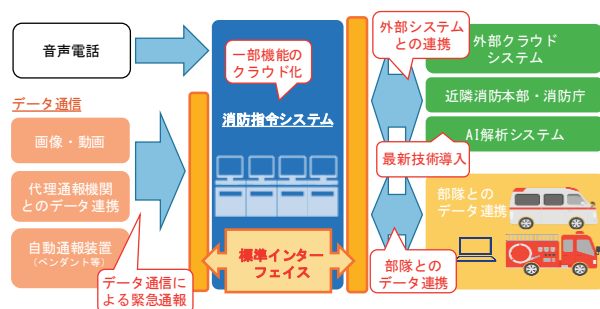 音声電話
データ通信
画像・動画
代理通報機関
とのデータ連携
自動通報装置
（ペンダント等）
データ通信に
よる緊急通報
一部機能の
クラウド化
消防指令システム
標準インター
フェイス
外部システム
との連携
外部クラウド
システム
近隣消防本部・消防庁
AI解析システム
最新技術導入
部隊との
データ連携
部隊との
データ連携